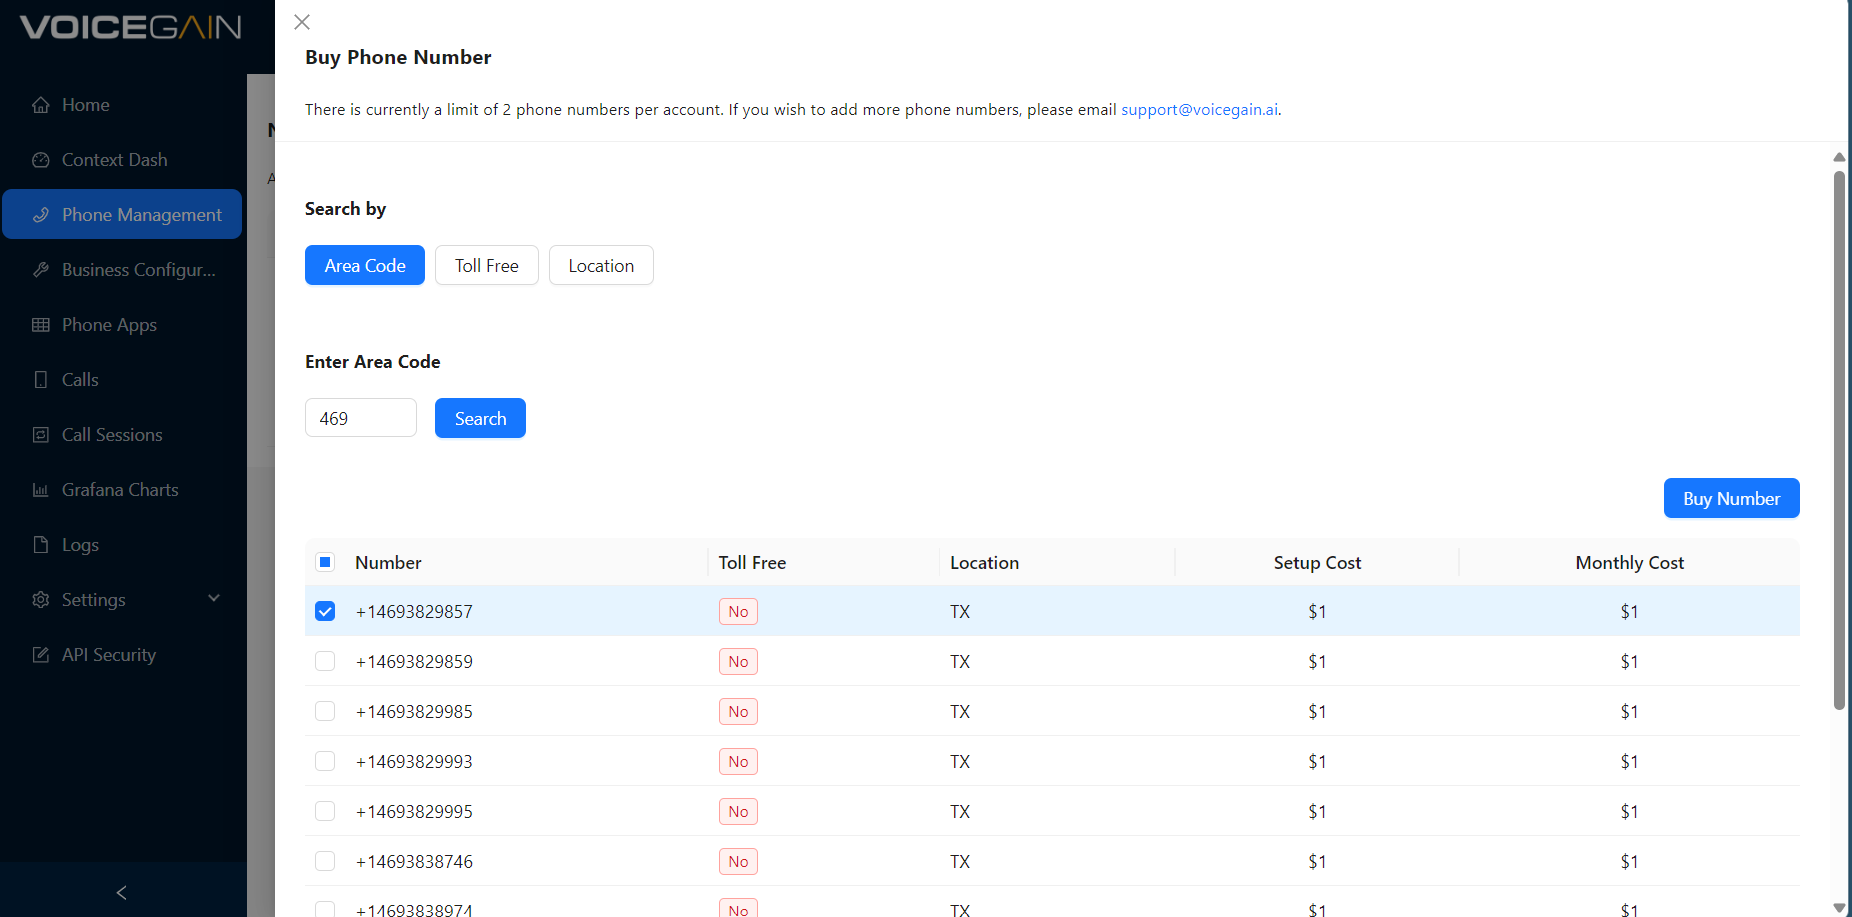 VOICEGAIN
Home
Context Dash
Phone Management
Business Configur...
Phone Apps
Calls
Call Sessions
Grafana Charts
Logs
Settings
API Security
Buy Phone Number
There is currently a limit of 2 phone numbers per account. If you wish to add more phone numbers, please email support@voicegain.ai.
Search by
Area Code Toll Free Location
Enter Area Code
469 Search
Buy Number
Number Toll Free Location Setup Cost Monthly Cost
+14693829857 No TX $1 $1
+14693829859 No TX $1 $1
+14693829985 No TX $1 $1
+14693829993 No TX $1 $1
+14693829995 No TX $1 $1
+14693838746 No TX $1 $1
+14693838974 No TX $1 $1